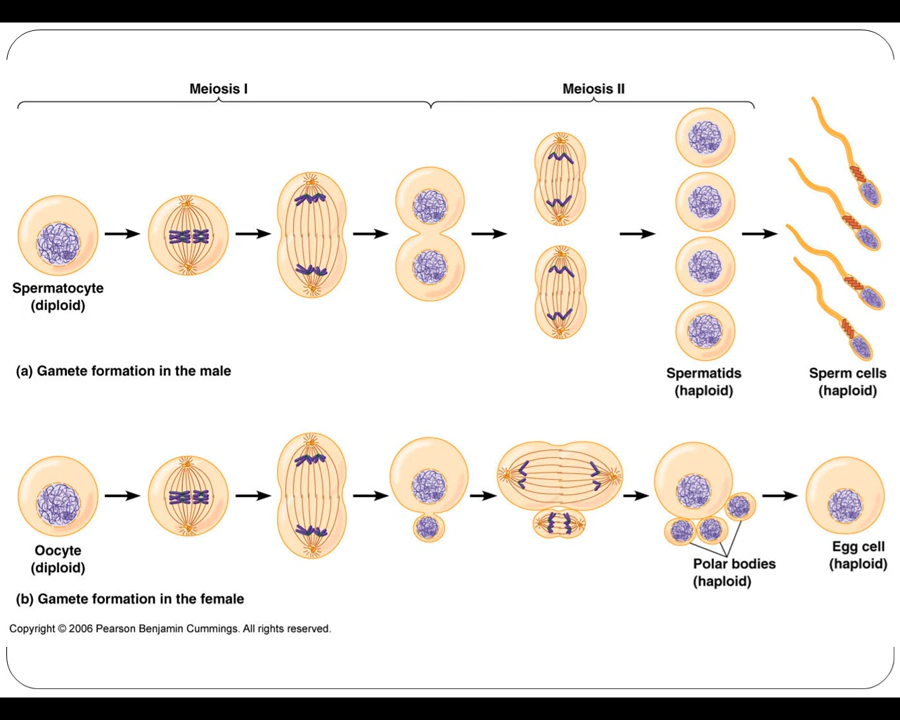 Meiosis I
Meiosis II
Spermatocyte
(diploid)
Spermatids
(haploid)
Sperm cells
(haploid)
(a) Gamete formation in the male
Oocyte
(diploid)
Polar bodies
(haploid)
Egg cell
(haploid)
(b) Gamete formation in the female
Copyright © 2006 Pearson Benjamin Cummings. All rights reserved.